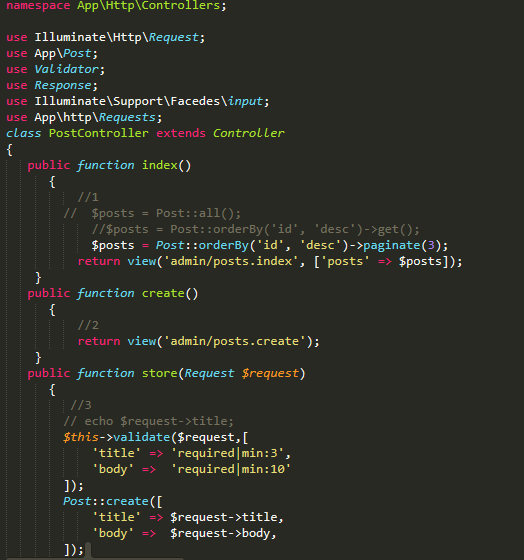 namespace App\Http\Controllers;
use Illuminate\Http\Request;
use App\Post;
use Validator;
use Response;
use Illuminate\Support\Facedes\input;
use App\http\Requests;
class PostController extends Controller
{
public function index()
{
//1
//  $posts = Post::all();
//$posts = Post::orderBy('id', 'desc')->get();
$posts = Post::orderBy('id', 'desc')->paginate(3);
return view('admin/posts.index', ['posts' => $posts]);
}
public function create()
{
//2
return view('admin/posts.create');
}
public function store(Request $request)
{
//3
// echo $request->title;
$this->validate($request,[
'title' => 'required|min:3',
'body' =>  'required|min:10'
]);
Post::create([
'title' => $request->title,
'body' =>  $request->body,
]);